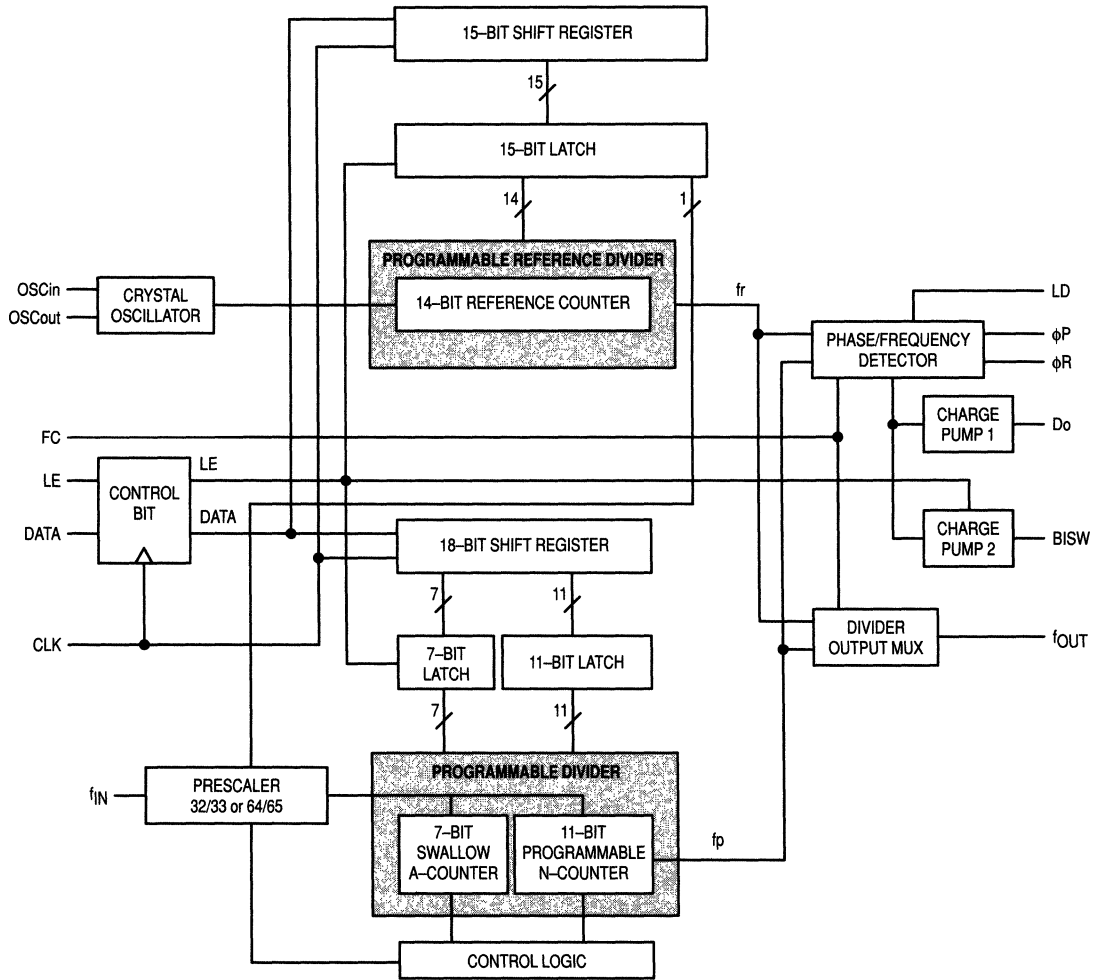 15–BIT SHIFT REGISTER
15
15–BIT LATCH
14
1
PROGRAMMABLE REFERENCE DIVIDER
14–BIT REFERENCE COUNTER
OSCin
OSCout
CRYSTAL
OSCILLATOR
fr
LD
PHASE/FREQUENCY
DETECTOR
ϕP
ϕR
CHARGE
PUMP 1
Do
FC
LE
LE
CONTROL
BIT
DATA
DATA
18–BIT SHIFT REGISTER
CHARGE
PUMP 2
BISW
7
11
CLK
7–BIT
LATCH
11–BIT LATCH
DIVIDER
OUTPUT MUX
fOUT
7
11
PROGRAMMABLE DIVIDER
fIN
PRESCALER
32/33 or 64/65
7–BIT
SWALLOW
A–COUNTER
11–BIT
PROGRAMMABLE
N–COUNTER
fp
CONTROL LOGIC